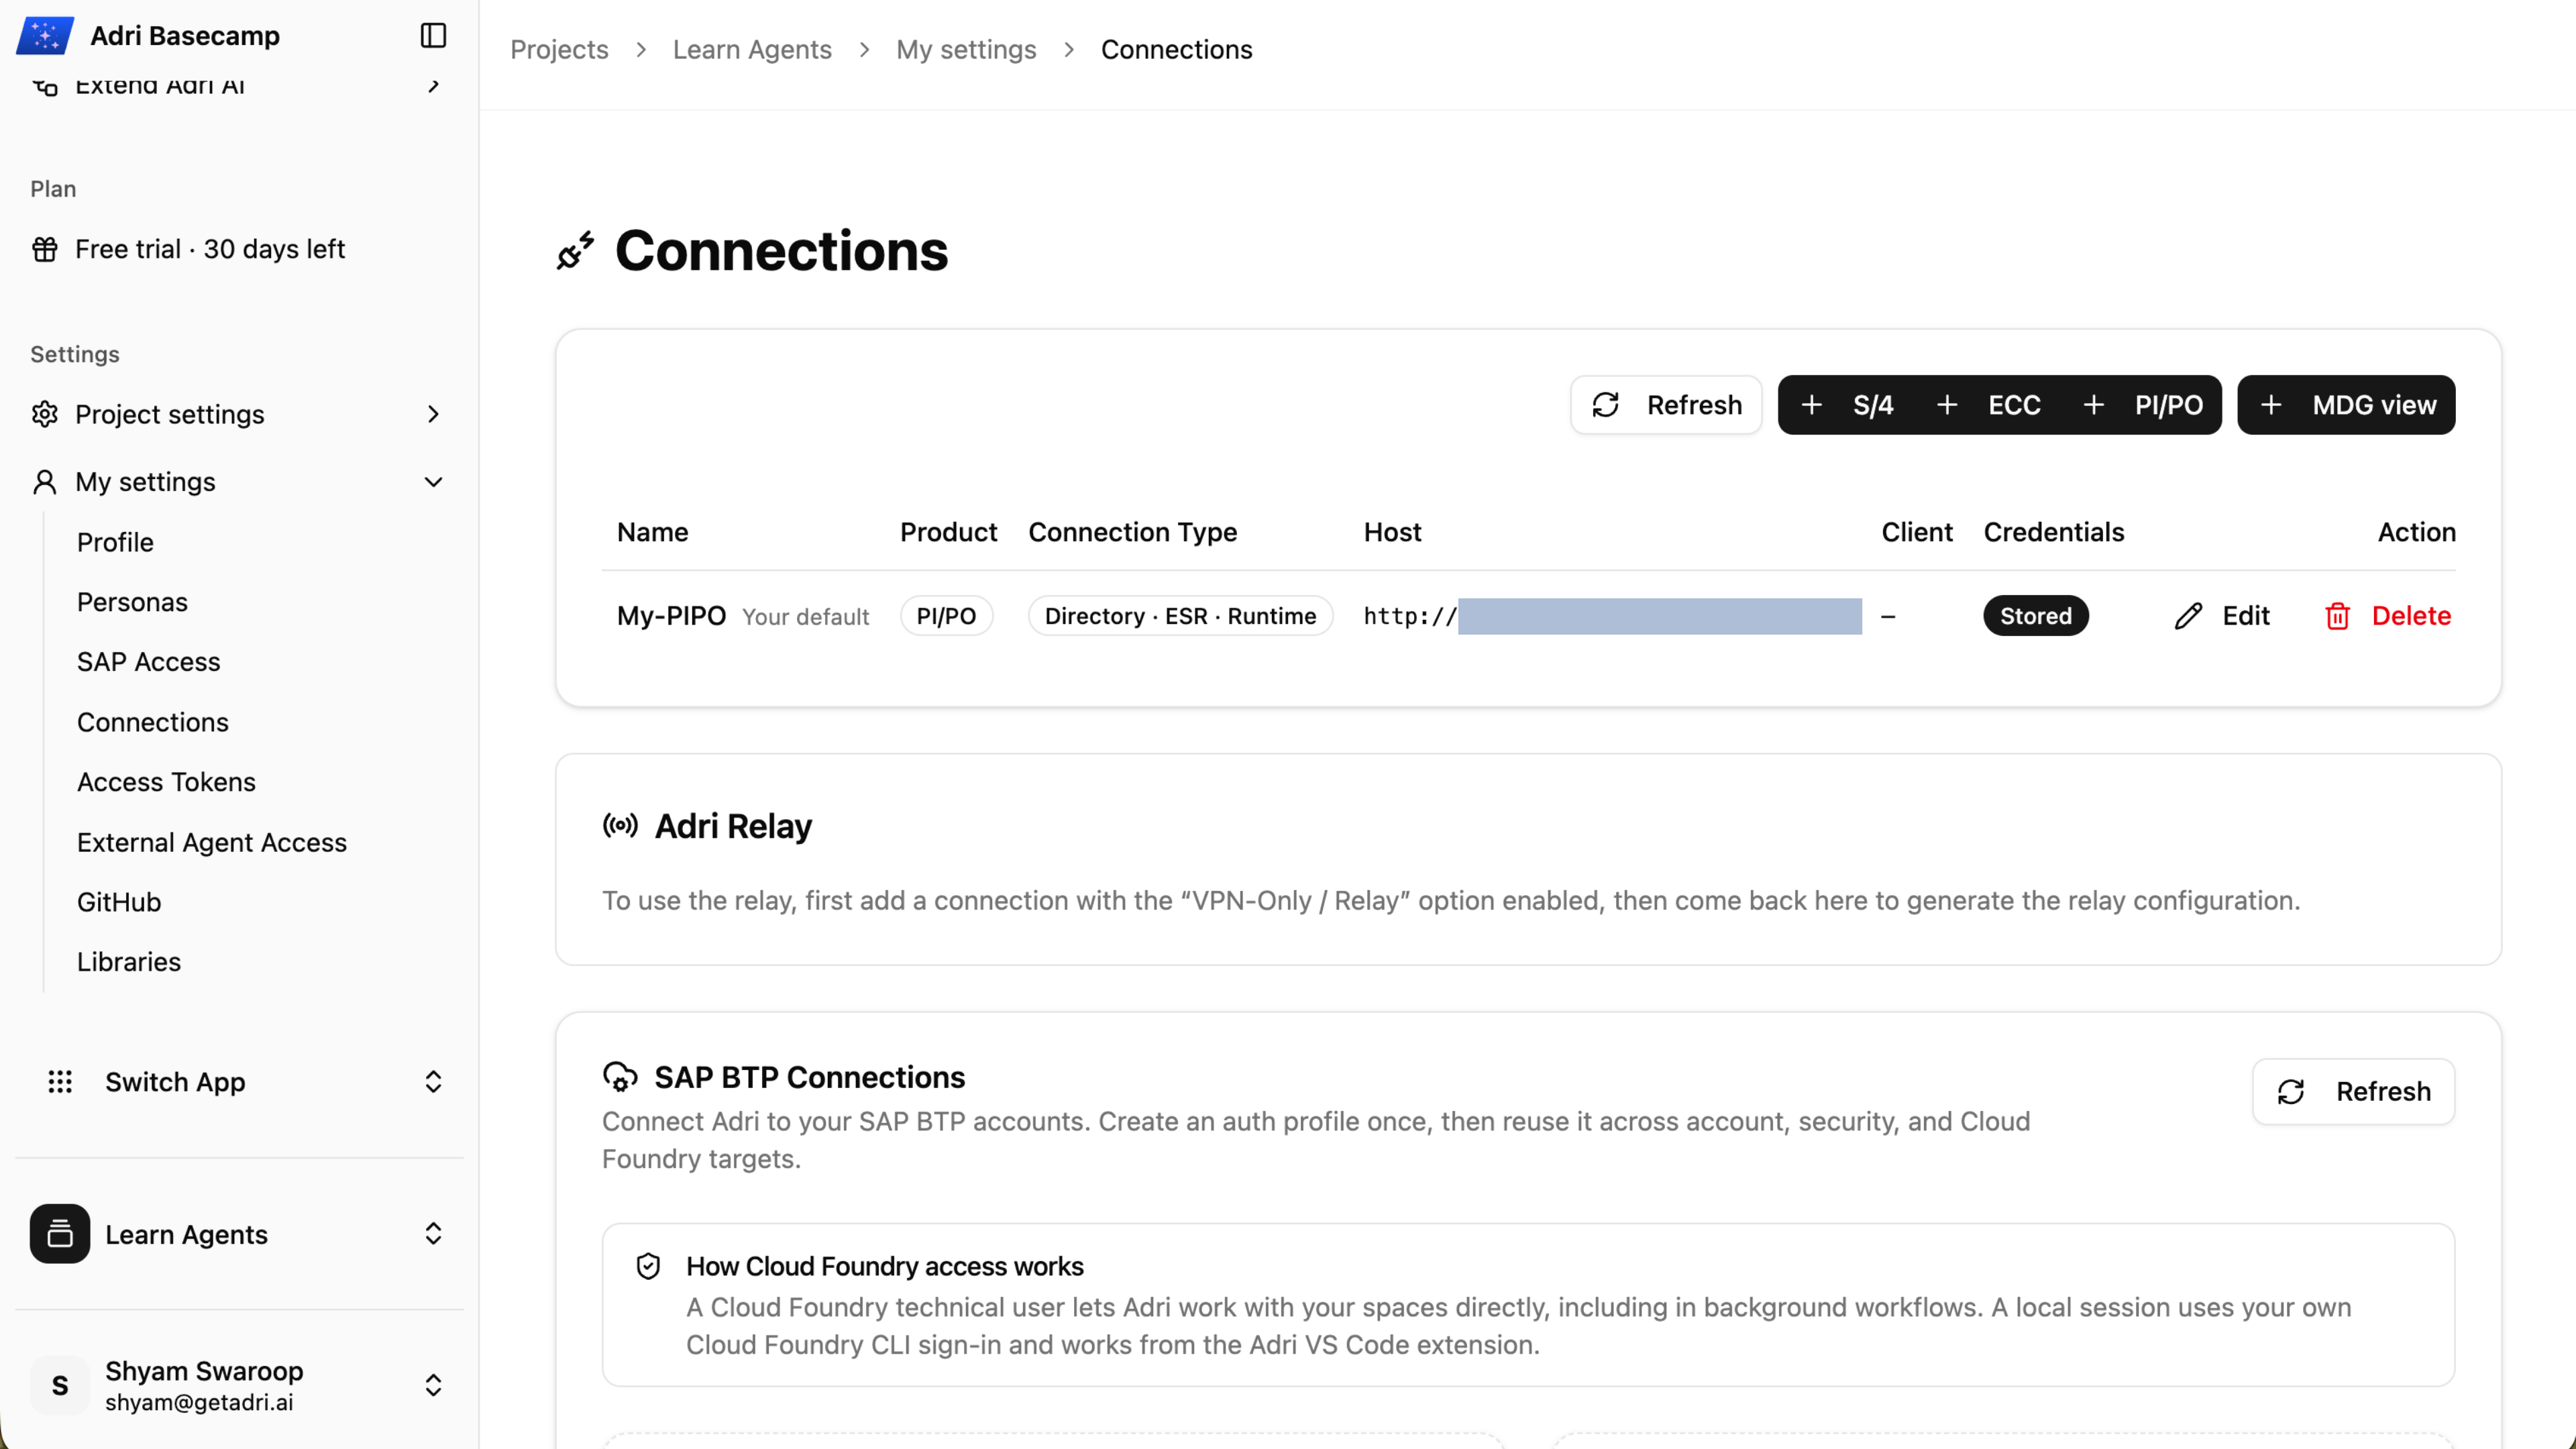 Adri Basecamp
Extend Adri AI
Plan
Free trial · 30 days left
Settings
Project settings
My settings
Profile
Personas
SAP Access
Connections
Access Tokens
External Agent Access
GitHub
Libraries
Switch App
Learn Agents
S
Shyam Swaroop
shyam@getadri.ai
Projects > Learn Agents > My settings > Connections
Connections
Refresh + S/4 + ECC + PI/PO + MDG view
Name Product Connection Type Host Client Credentials Action
My-PIPO Your default PI/PO Directory · ESR · Runtime http:// – Stored Edit Delete
Adri Relay
To use the relay, first add a connection with the “VPN-Only / Relay” option enabled, then come back here to generate the relay configuration.
SAP BTP Connections
Refresh
Connect Adri to your SAP BTP accounts. Create an auth profile once, then reuse it across account, security, and Cloud
Foundry targets.
How Cloud Foundry access works
A Cloud Foundry technical user lets Adri work with your spaces directly, including in background workflows. A local session uses your own
Cloud Foundry CLI sign-in and works from the Adri VS Code extension.